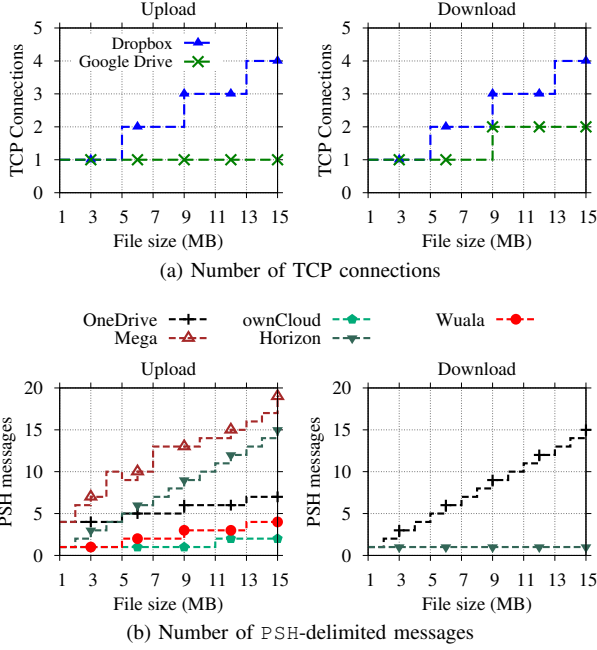 Upload
Download
5
4
3
2
1
0
TCP Connections
Dropbox
Google Drive
1 3 5 7 9 11 13 15
File size (MB)
5
4
3
2
1
0
TCP Connections
1 3 5 7 9 11 13 15
File size (MB)
(a) Number of TCP connections
OneDrive
ownCloud
Wuala
Mega
Horizon
Upload
Download
20
15
10
5
0
PSH messages
1 3 5 7 9 11 13 15
File size (MB)
20
15
10
5
0
PSH messages
1 3 5 7 9 11 13 15
File size (MB)
(b) Number of PSH-delimited messages